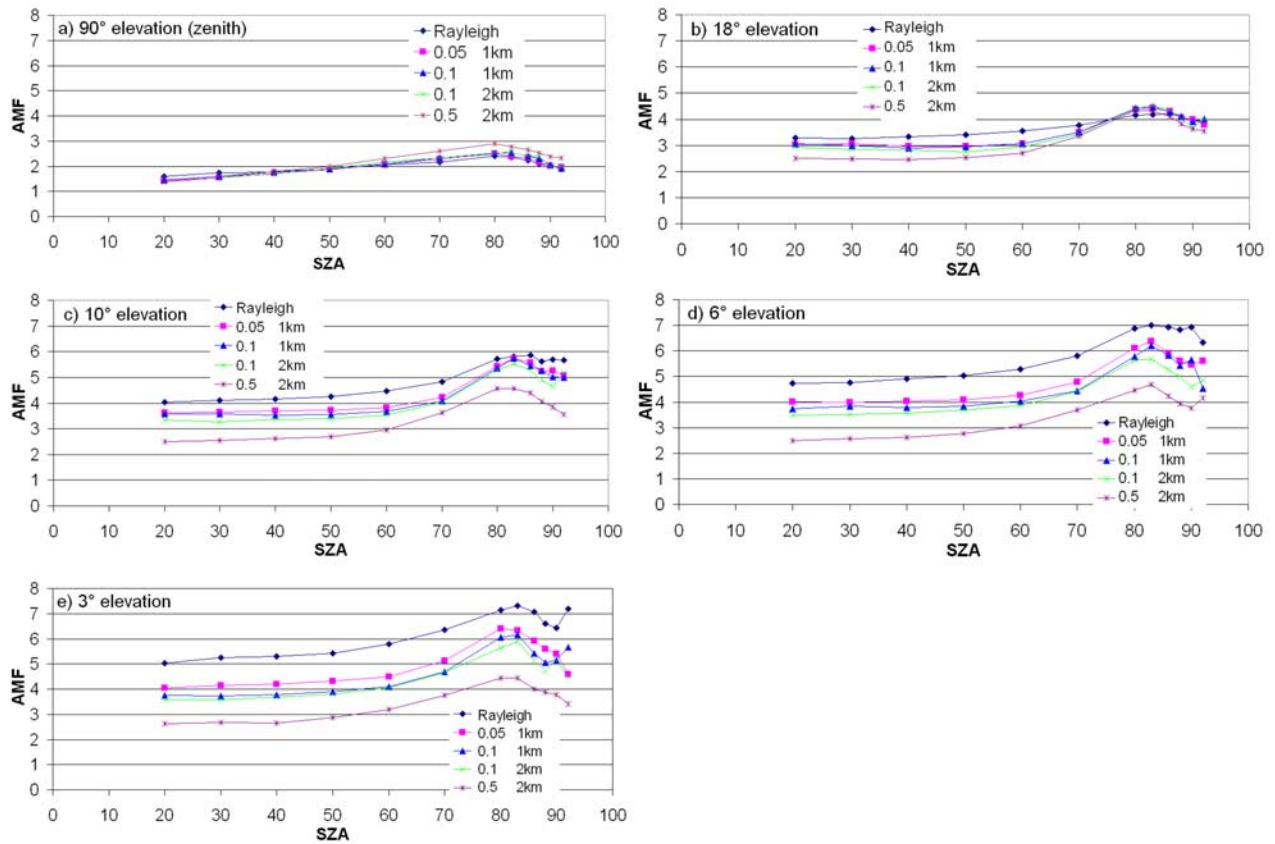 a) 90° elevation (zenith)
Rayleigh
0.05 1km
0.1 1km
0.1 2km
0.5 2km
AMF
8
7
6
5
4
3
2
1
0
0 10 20 30 40 50 60 70 80 90 100
SZA
b) 18° elevation
Rayleigh
0.05 1km
0.1 1km
0.1 2km
0.5 2km
AMF
8
7
6
5
4
3
2
1
0
0 10 20 30 40 50 60 70 80 90 100
SZA
c) 10° elevation
Rayleigh
0.05 1km
0.1 1km
0.1 2km
0.5 2km
AMF
8
7
6
5
4
3
2
1
0
0 10 20 30 40 50 60 70 80 90 100
SZA
d) 6° elevation
Rayleigh
0.05 1km
0.1 1km
0.1 2km
0.5 2km
AMF
8
7
6
5
4
3
2
1
0
0 10 20 30 40 50 60 70 80 90 100
SZA
e) 3° elevation
Rayleigh
0.05 1km
0.1 1km
0.1 2km
0.5 2km
AMF
8
7
6
5
4
3
2
1
0
0 10 20 30 40 50 60 70 80 90 100
SZA